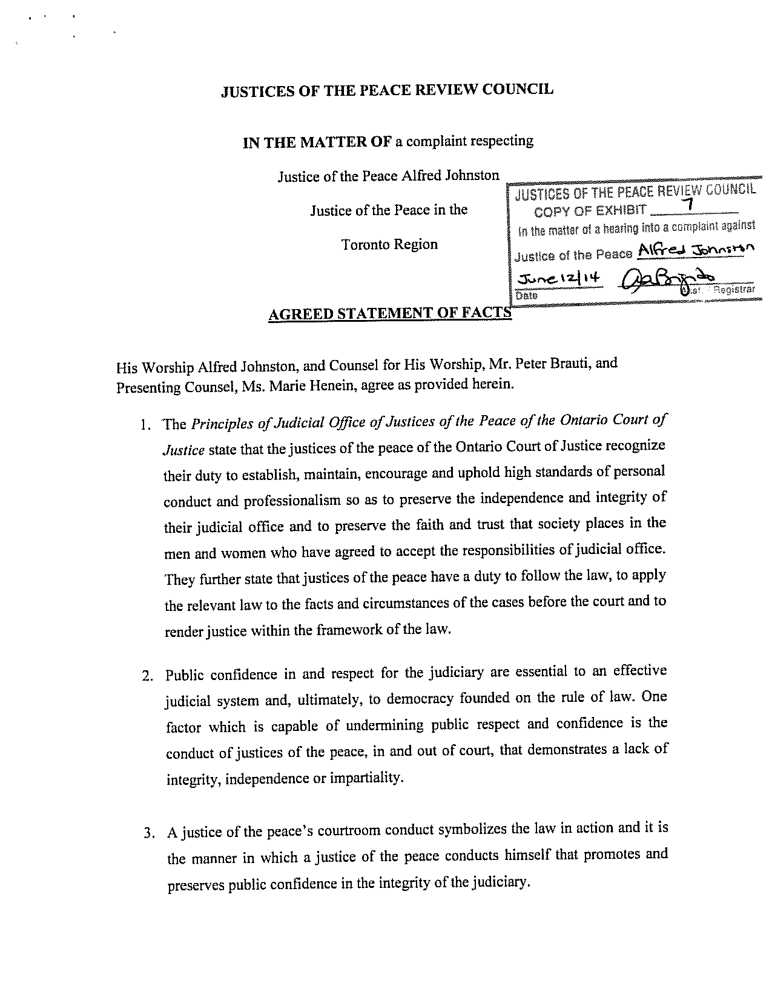 JUSTICES OF THE PEACE REVIEW COUNCIL
IN THE MATTER OF a complaint respecting
Justice of the Peace Alfred Johnston
Justice of the Peace in the
Toronto Region
JUSTICES OF THE PEACE REVIEW COUNCIL
COPY OF EXHIBIT 7
In the matter of a hearing into a complaint against
Justice of the Peace Alfred Johnston
June 12/14
Date Registrar
AGREED STATEMENT OF FACTS
His Worship Alfred Johnston, and Counsel for His Worship, Mr. Peter Brauti, and
Presenting Counsel, Ms. Marie Henein, agree as provided herein.
1. The Principles of Judicial Office of Justices of the Peace of the Ontario Court of
Justice state that the justices of the peace of the Ontario Court of Justice recognize
their duty to establish, maintain, encourage and uphold high standards of personal
conduct and professionalism so as to preserve the independence and integrity of
their judicial office and to preserve the faith and trust that society places in the
men and women who have agreed to accept the responsibilities of judicial office.
They further state that justices of the peace have a duty to follow the law, to apply
the relevant law to the facts and circumstances of the cases before the court and to
render justice within the framework of the law.
2. Public confidence in and respect for the judiciary are essential to an effective
judicial system and, ultimately, to democracy founded on the rule of law. One
factor which is capable of undermining public respect and confidence is the
conduct of justices of the peace, in and out of court, that demonstrates a lack of
integrity, independence or impartiality.
3. A justice of the peace's courtroom conduct symbolizes the law in action and it is
the manner in which a justice of the peace conducts himself that promotes and
preserves public confidence in the integrity of the judiciary.